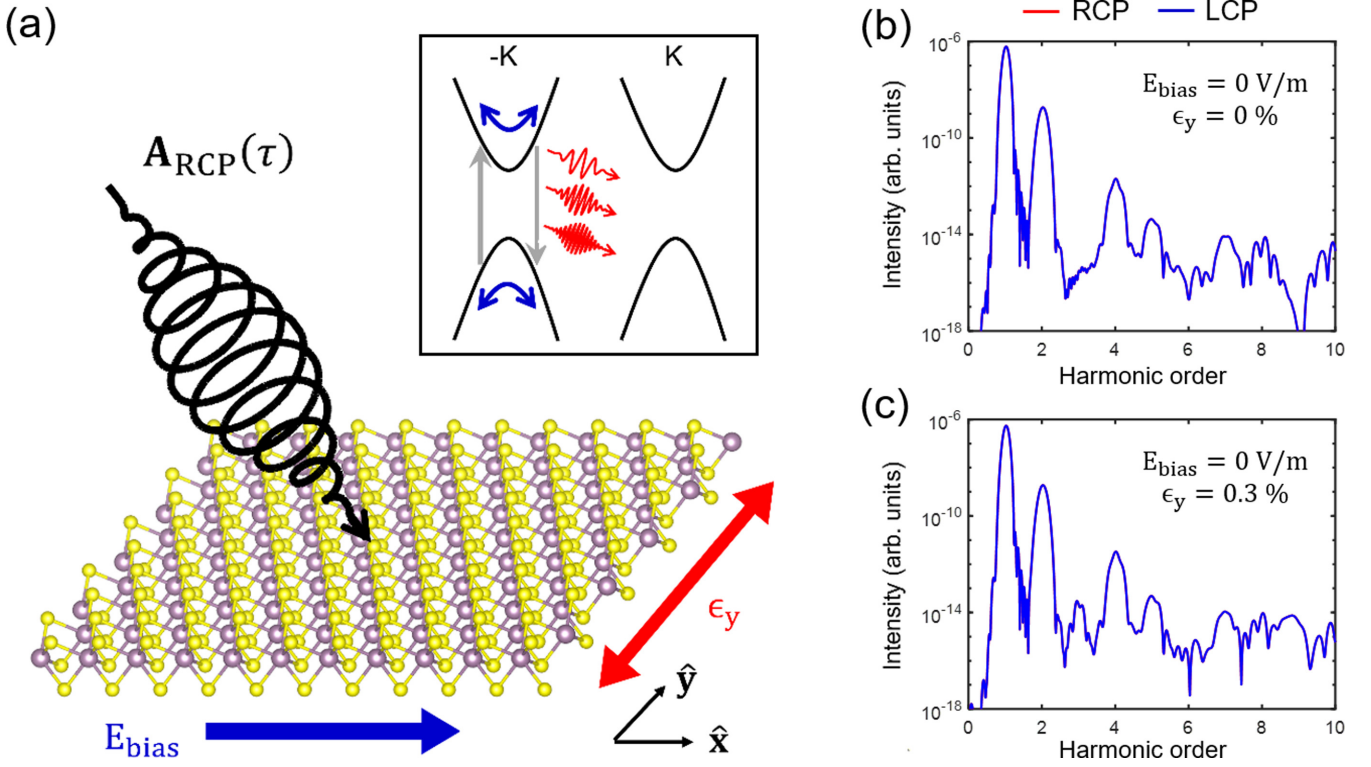 (a)
A_RCP(τ)
-K K
E_bias
ϵ_y
ŷ
x̂
RCP LCP
(b)
10^-6
10^-10
10^-14
10^-18
Intensity (arb. units)
E_bias = 0 V/m
ϵ_y = 0 %
0 2 4 6 8 10
Harmonic order
(c)
10^-6
10^-10
10^-14
10^-18
Intensity (arb. units)
E_bias = 0 V/m
ϵ_y = 0.3 %
0 2 4 6 8 10
Harmonic order